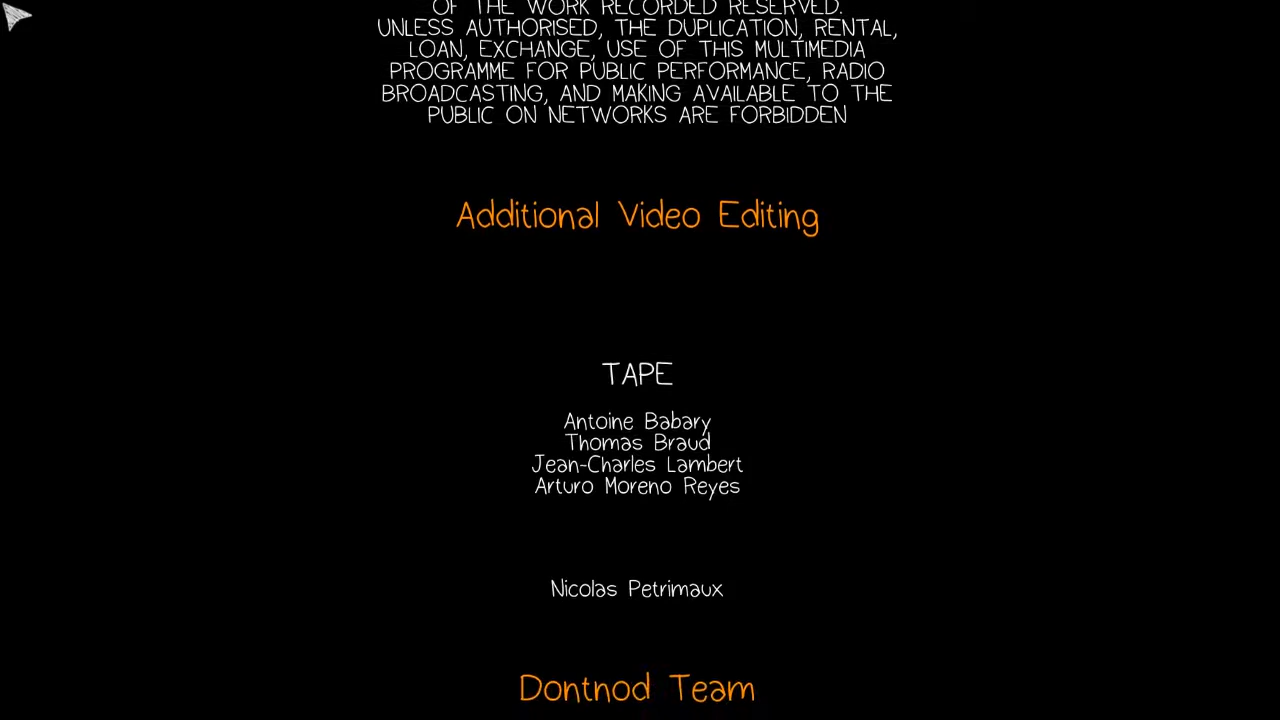 OF THE WORK RECORDED RESERVED.
UNLESS AUTHORISED, THE DUPLICATION, RENTAL,
LOAN, EXCHANGE, USE OF THIS MULTIMEDIA
PROGRAMME FOR PUBLIC PERFORMANCE, RADIO
BROADCASTING, AND MAKING AVAILABLE TO THE
PUBLIC ON NETWORKS ARE FORBIDDEN
Additional Video Editing
TAPE
Antoine Babary
Thomas Braud
Jean-Charles Lambert
Arturo Moreno Reyes
Nicolas Petrimaux
Dontnod Team